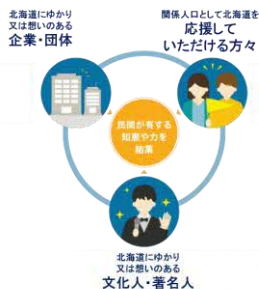 北海道にゆかり
又は想いのある
企業・団体
関係人口として北海道を
応援して
いただける方々
民間が有する
知恵や力を
結集
北海道にゆかり
又は想いのある
文化人・著名人